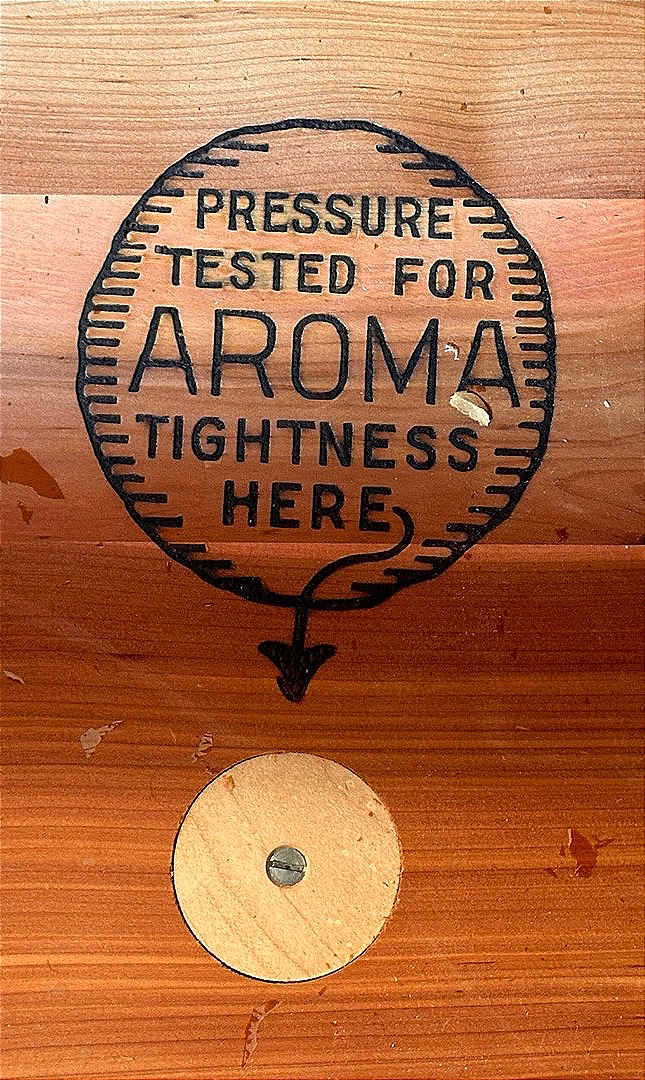 PRESSURE
TESTED FOR
AROMA
TIGHTNESS
HERE